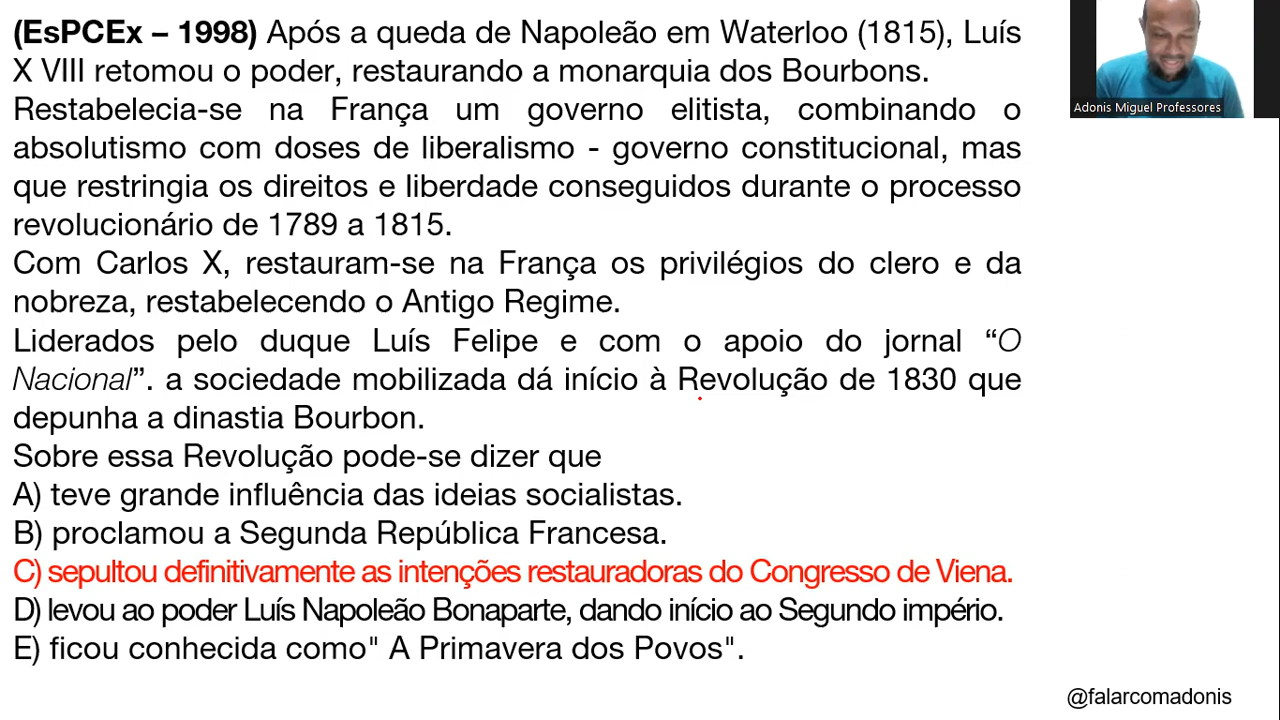 (EsPCEx – 1998) Após a queda de Napoleão em Waterloo (1815), Luís
X VIII retomou o poder, restaurando a monarquia dos Bourbons.
Restabelecia-se na França um governo elitista, combinando o
absolutismo com doses de liberalismo - governo constitucional, mas
que restringia os direitos e liberdade conseguidos durante o processo
revolucionário de 1789 a 1815.
Com Carlos X, restauram-se na França os privilégios do clero e da
nobreza, restabelecendo o Antigo Regime.
Liderados pelo duque Luís Felipe e com o apoio do jornal “O
Nacional”. a sociedade mobilizada dá início à Revolução de 1830 que
depunha a dinastia Bourbon.
Sobre essa Revolução pode-se dizer que
A) teve grande influência das ideias socialistas.
B) proclamou a Segunda República Francesa.
C) sepultou definitivamente as intenções restauradoras do Congresso de Viena.
D) levou ao poder Luís Napoleão Bonaparte, dando início ao Segundo império.
E) ficou conhecida como" A Primavera dos Povos".
Adonis Miguel Professores
@falarcomadonis